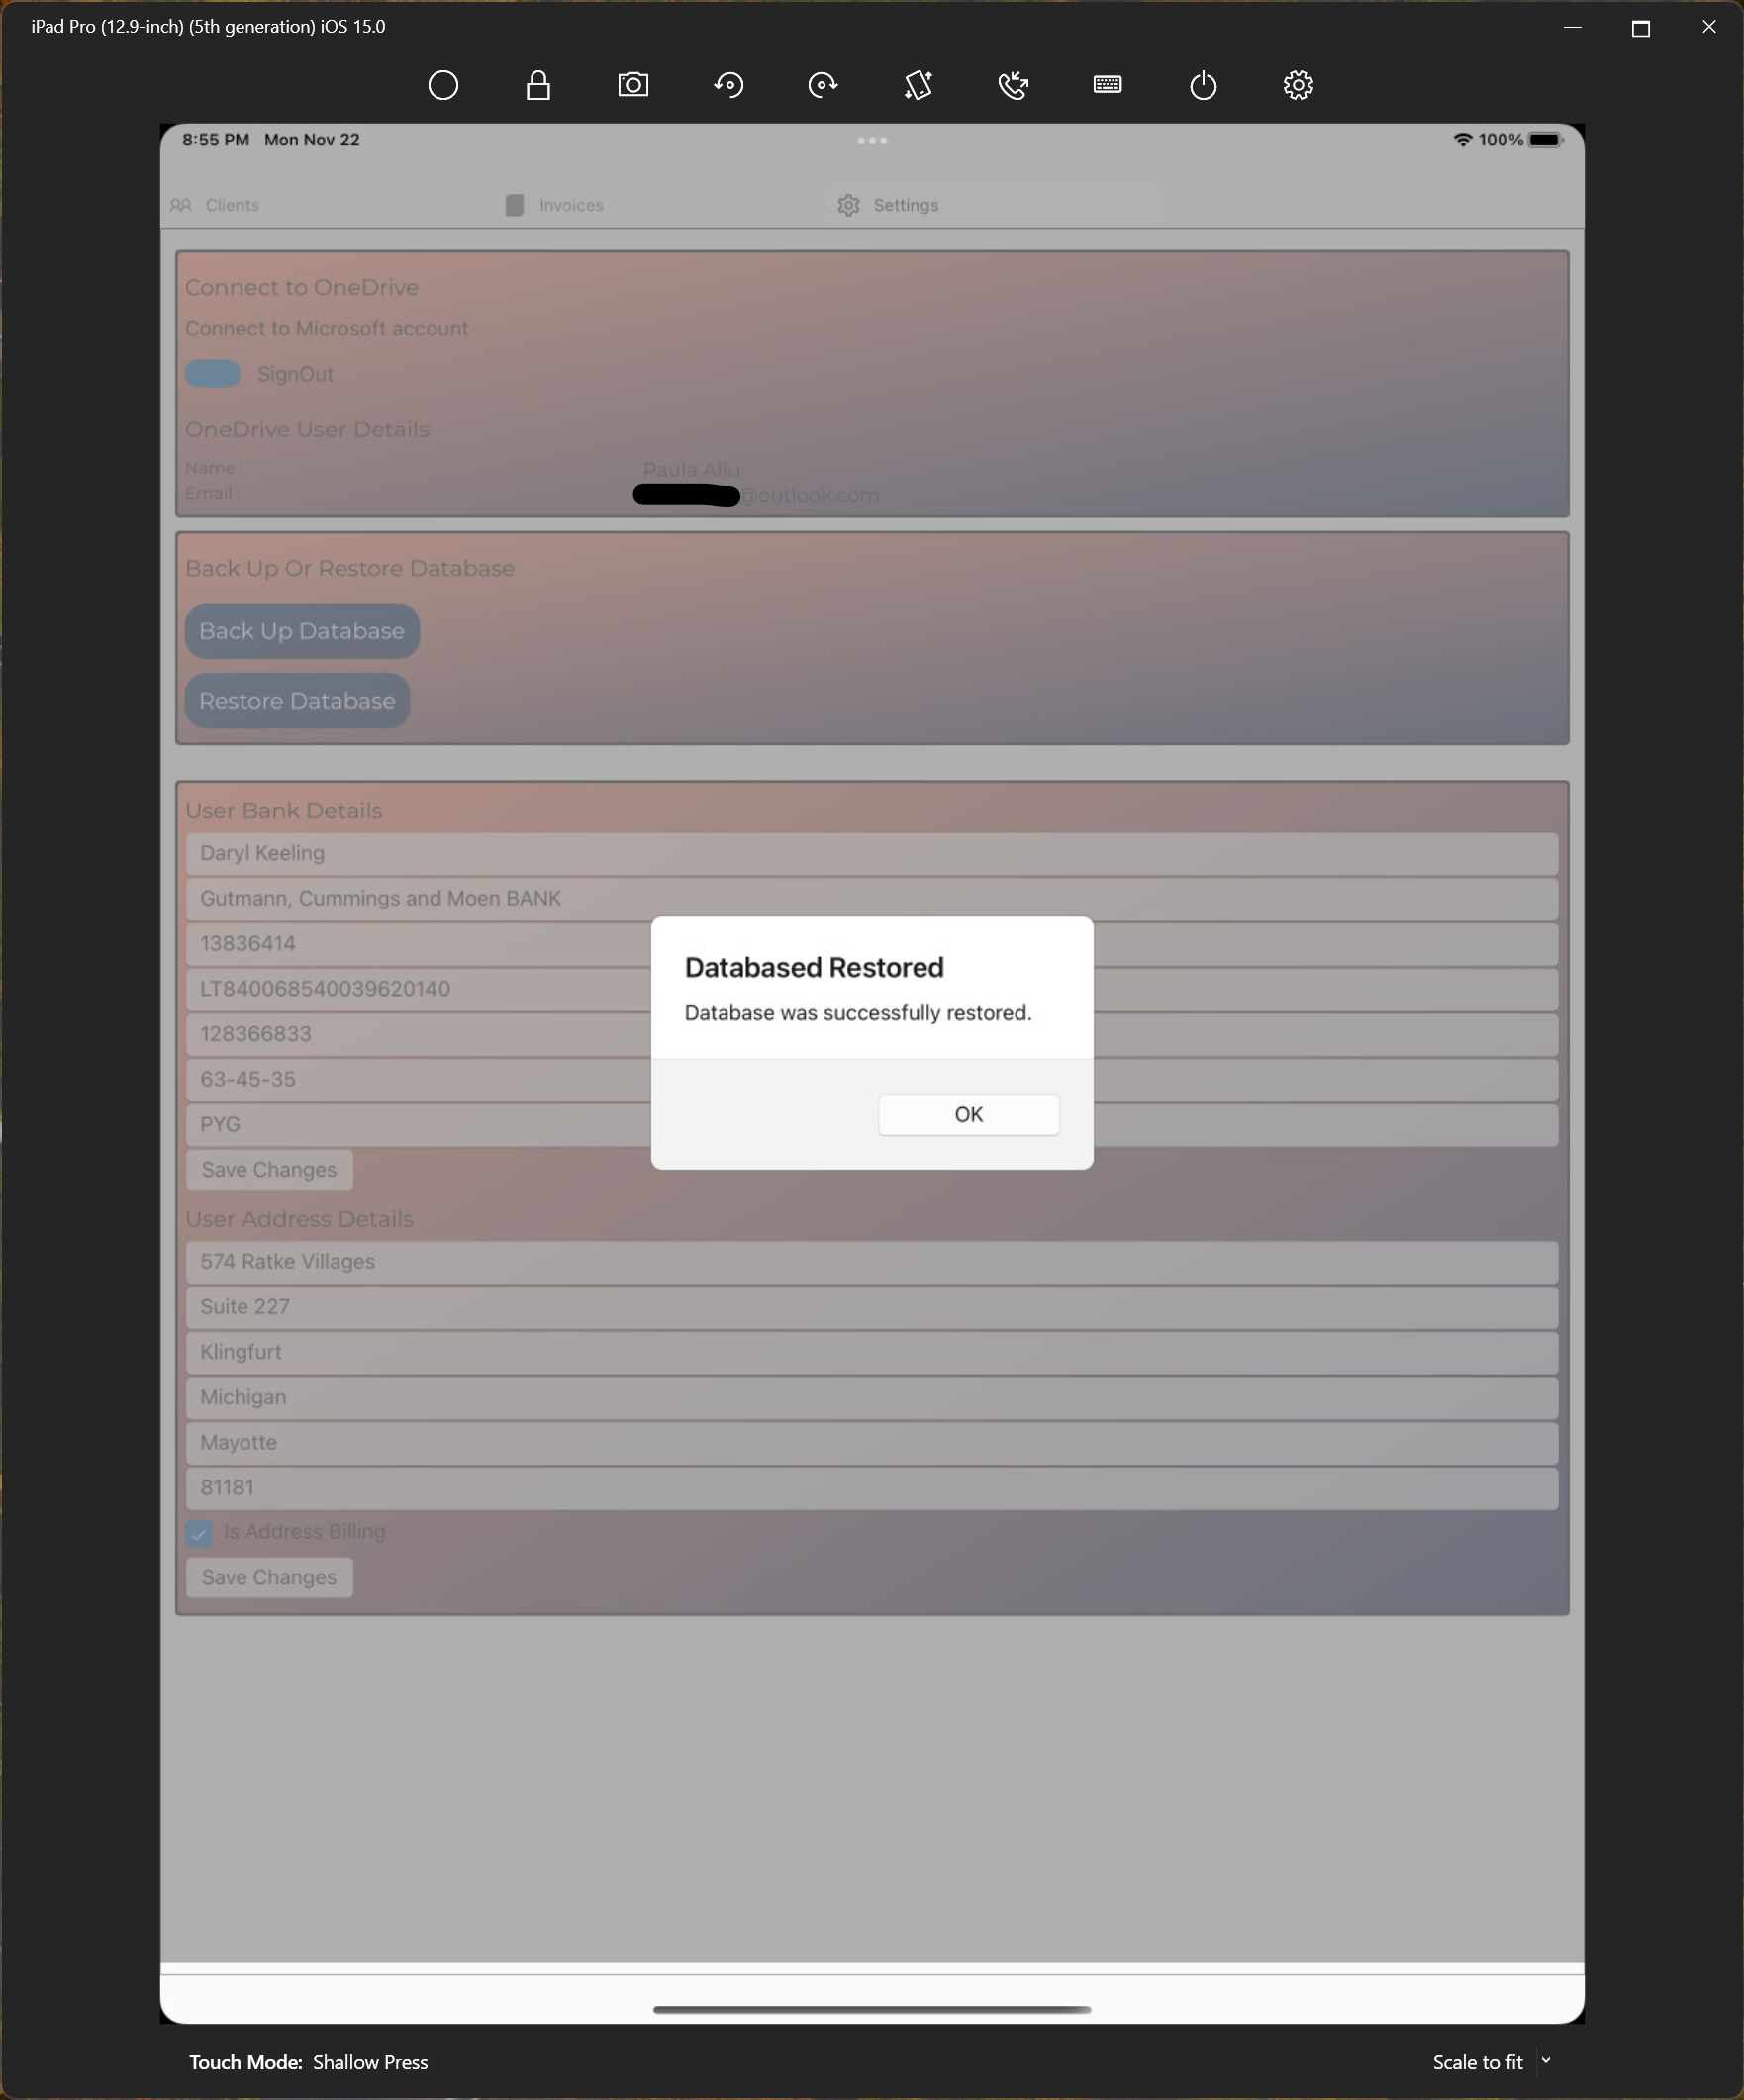 iPad Pro (12.9-inch) (5th generation) iOS 15.0
8:55 PM Mon Nov 22
100%
Clients
Invoices
Settings
Connect to OneDrive
Connect to Microsoft account
SignOut
OneDrive User Details
Name : Paula Aliu
Email : @outlook.com
Back Up Or Restore Database
Back Up Database
Restore Database
User Bank Details
Daryl Keeling
Gutmann, Cummings and Moen BANK
13836414
LT840068540039620140
128366833
63-45-35
PYG
Save Changes
Databased Restored
Database was successfully restored.
OK
User Address Details
574 Ratke Villages
Suite 227
Klingfurt
Michigan
Mayotte
81181
Is Address Billing
Save Changes
Touch Mode: Shallow Press
Scale to fit